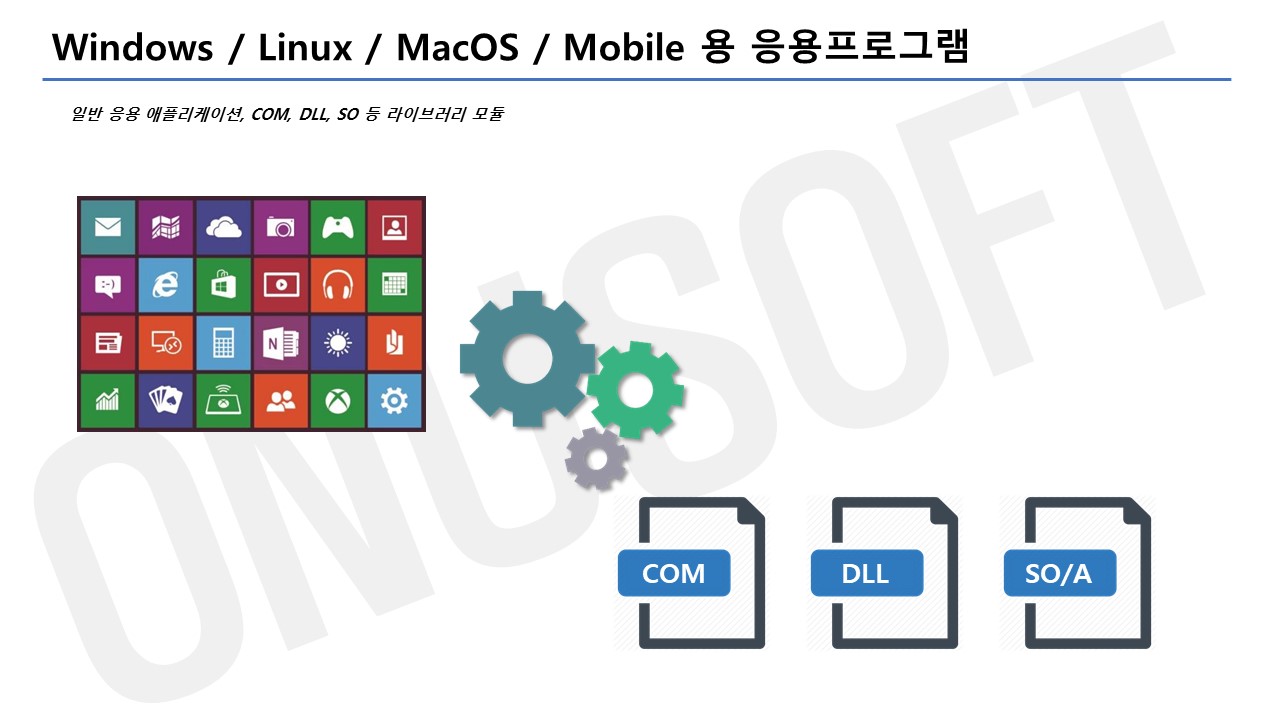 Windows / Linux / MacOS / Mobile 용 응용프로그램
일반 응용 애플리케이션, COM, DLL, SO 등 라이브러리 모듈
:-)
N
COM
DLL
SO/A
ONUSOFT